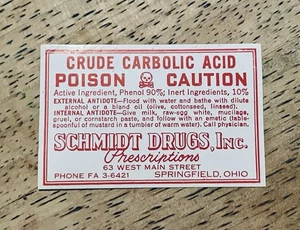 CRUDE CARBOLIC ACID
POISON CAUTION
Active Ingredient, Phenol 90%; Inert Ingredients, 10%
EXTERNAL ANTIDOTE—Flood with water and bathe with dilute
alcohol or a bland oil (olive, cottonseed, linseed).
INTERNAL ANTIDOTE—Give milk, raw-egg white, mucilage,
gruel, or cornstarch paste, and follow with an emetic (table-
spoonful of mustard in a tumbler of warm water). Call physician.
SCHMIDT DRUGS, INC.
Prescriptions
63 WEST MAIN STREET
PHONE FA 3-6421 SPRINGFIELD, OHIO